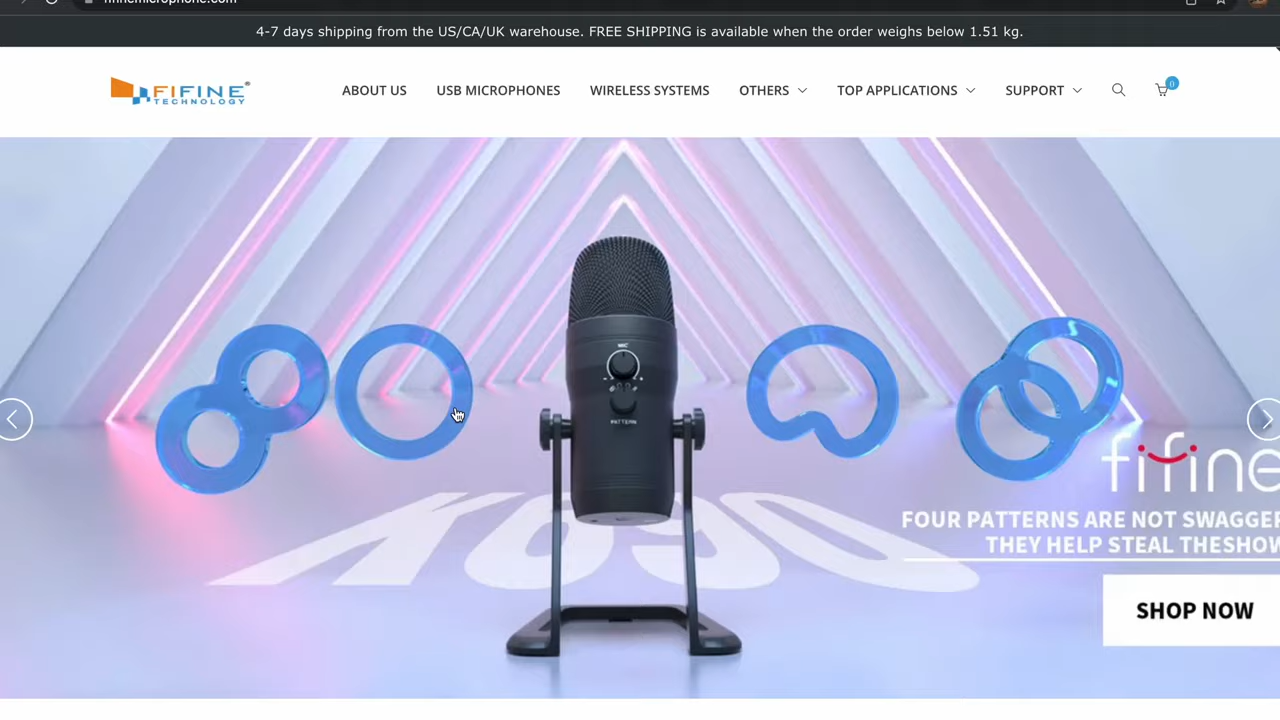 4-7 days shipping from the US/CA/UK warehouse. FREE SHIPPING is available when the order weighs below 1.51 kg.
FIFINE®
TECHNOLOGY
ABOUT US
USB MICROPHONES
WIRELESS SYSTEMS
OTHERS
TOP APPLICATIONS
SUPPORT
0
PATTERN
K690
fifine
FOUR PATTERNS ARE NOT SWAGGER
THEY HELP STEAL THESHOW
SHOP NOW